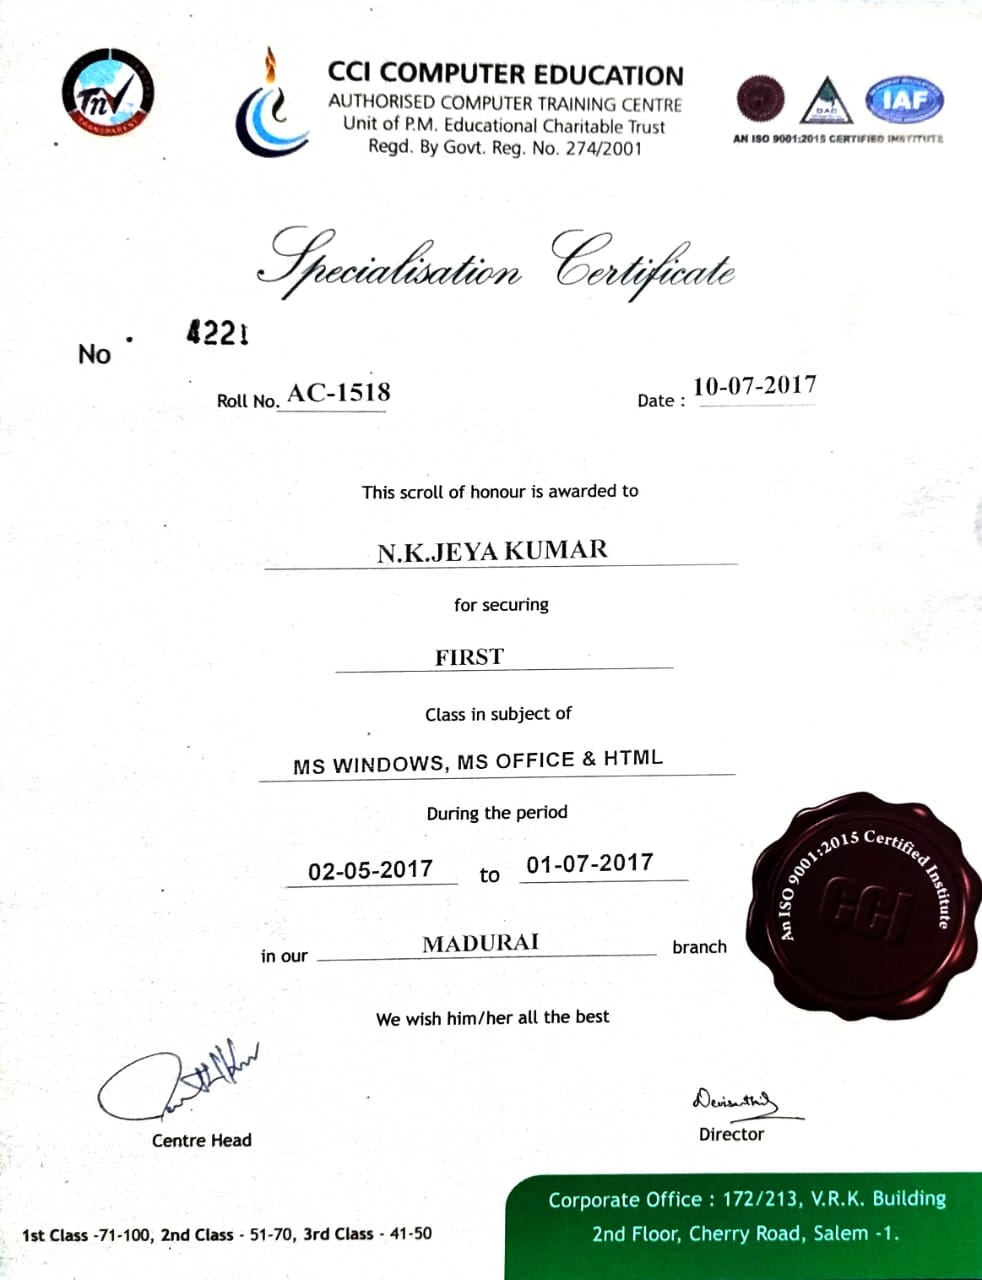 TNV
TRANSPARENT
CCI COMPUTER EDUCATION
AUTHORISED COMPUTER TRAINING CENTRE
Unit of P.M. Educational Charitable Trust
Regd. By Govt. Reg. No. 274/2001
IAF
AN ISO 9001:2015 CERTIFIED INSTITUTE
Specialisation Certificate
No 4221
Roll No. AC-1518
Date : 10-07-2017
This scroll of honour is awarded to
N.K.JEYA KUMAR
for securing
FIRST
Class in subject of
MS WINDOWS, MS OFFICE & HTML
During the period
02-05-2017 to 01-07-2017
in our MADURAI branch
An ISO 9001:2015 Certified Institute
CCI
We wish him/her all the best
Centre Head
Director
Corporate Office : 172/213, V.R.K. Building
2nd Floor, Cherry Road, Salem -1.
1st Class -71-100, 2nd Class - 51-70, 3rd Class - 41-50